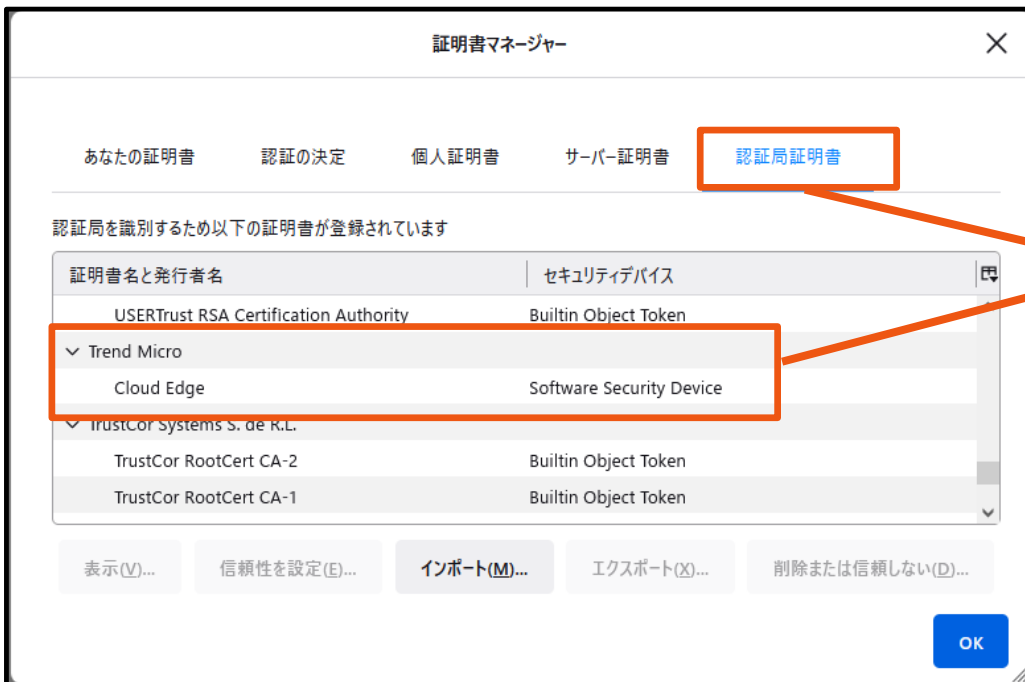 証明書マネージャー
あなたの証明書 認証の決定 個人証明書 サーバー証明書 認証局証明書
認証局を識別するため以下の証明書が登録されています
証明書名と発行者名 セキュリティデバイス
USERTrust RSA Certification Authority Builtin Object Token
Trend Micro
Cloud Edge Software Security Device
TrustCor Systems S. de R.L.
TrustCor RootCert CA-2 Builtin Object Token
TrustCor RootCert CA-1 Builtin Object Token
表示(V)... 信頼性を設定(E)... インポート(M)... エクスポート(X)... 削除または信頼しない(D)...
OK